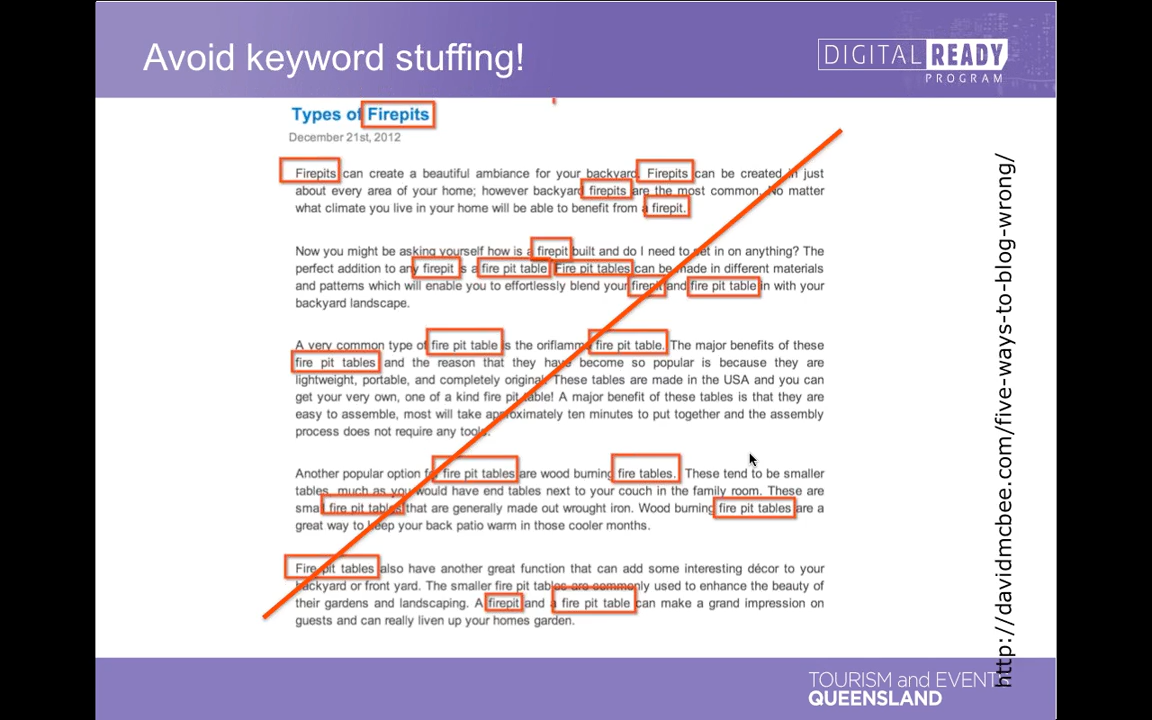 Avoid keyword stuffing!
DIGITAL READY
PROGRAM
Types of Firepits
December 21st, 2012
Firepits can create a beautiful ambiance for your backyard. Firepits can be created in just
about every area of your home; however backyard firepits are the most common. No matter
what climate you live in your home will be able to benefit from a firepit.
Now you might be asking yourself how is a firepit built and do I need to set in on anything? The
perfect addition to any firepit is a fire pit table. Fire pit tables can be made in different materials
and patterns which will enable you to effortlessly blend your firepit and fire pit table in with your
backyard landscape.
A very common type of fire pit table is the oriflamme fire pit table. The major benefits of these
fire pit tables and the reason that they have become so popular is because they are
lightweight, portable, and completely original. These tables are made in the USA and you can
get your very own, one of a kind fire pit table! A major benefit of these tables is that they are
easy to assemble, most will take approximately ten minutes to put together and the assembly
process does not require any tools.
Another popular option for fire pit tables are wood burning fire tables. These tend to be smaller
tables, much as you would have end tables next to your couch in the family room. These are
small fire pit tables that are generally made out wrought iron. Wood burning fire pit tables are a
great way to keep your back patio warm in those cooler months.
Fire pit tables also have another great function that can add some interesting décor to your
backyard or front yard. The smaller fire pit tables are commonly used to enhance the beauty of
their gardens and landscaping. A firepit and a fire pit table can make a grand impression on
guests and can really liven up your homes garden.
http://davidmcbee.com/five-ways-to-blog-wrong/
TOURISM and EVENTS
QUEENSLAND